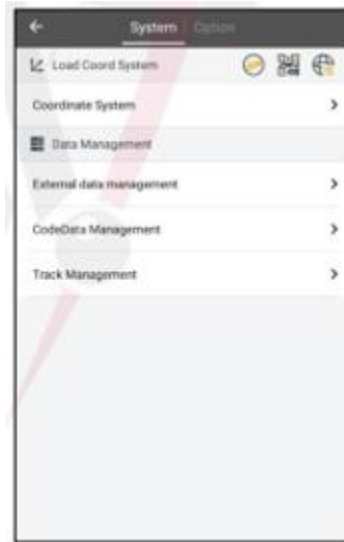 System Option
Load Coord System
Coordinate System
Data Management
External data management
CodeData Management
Track Management